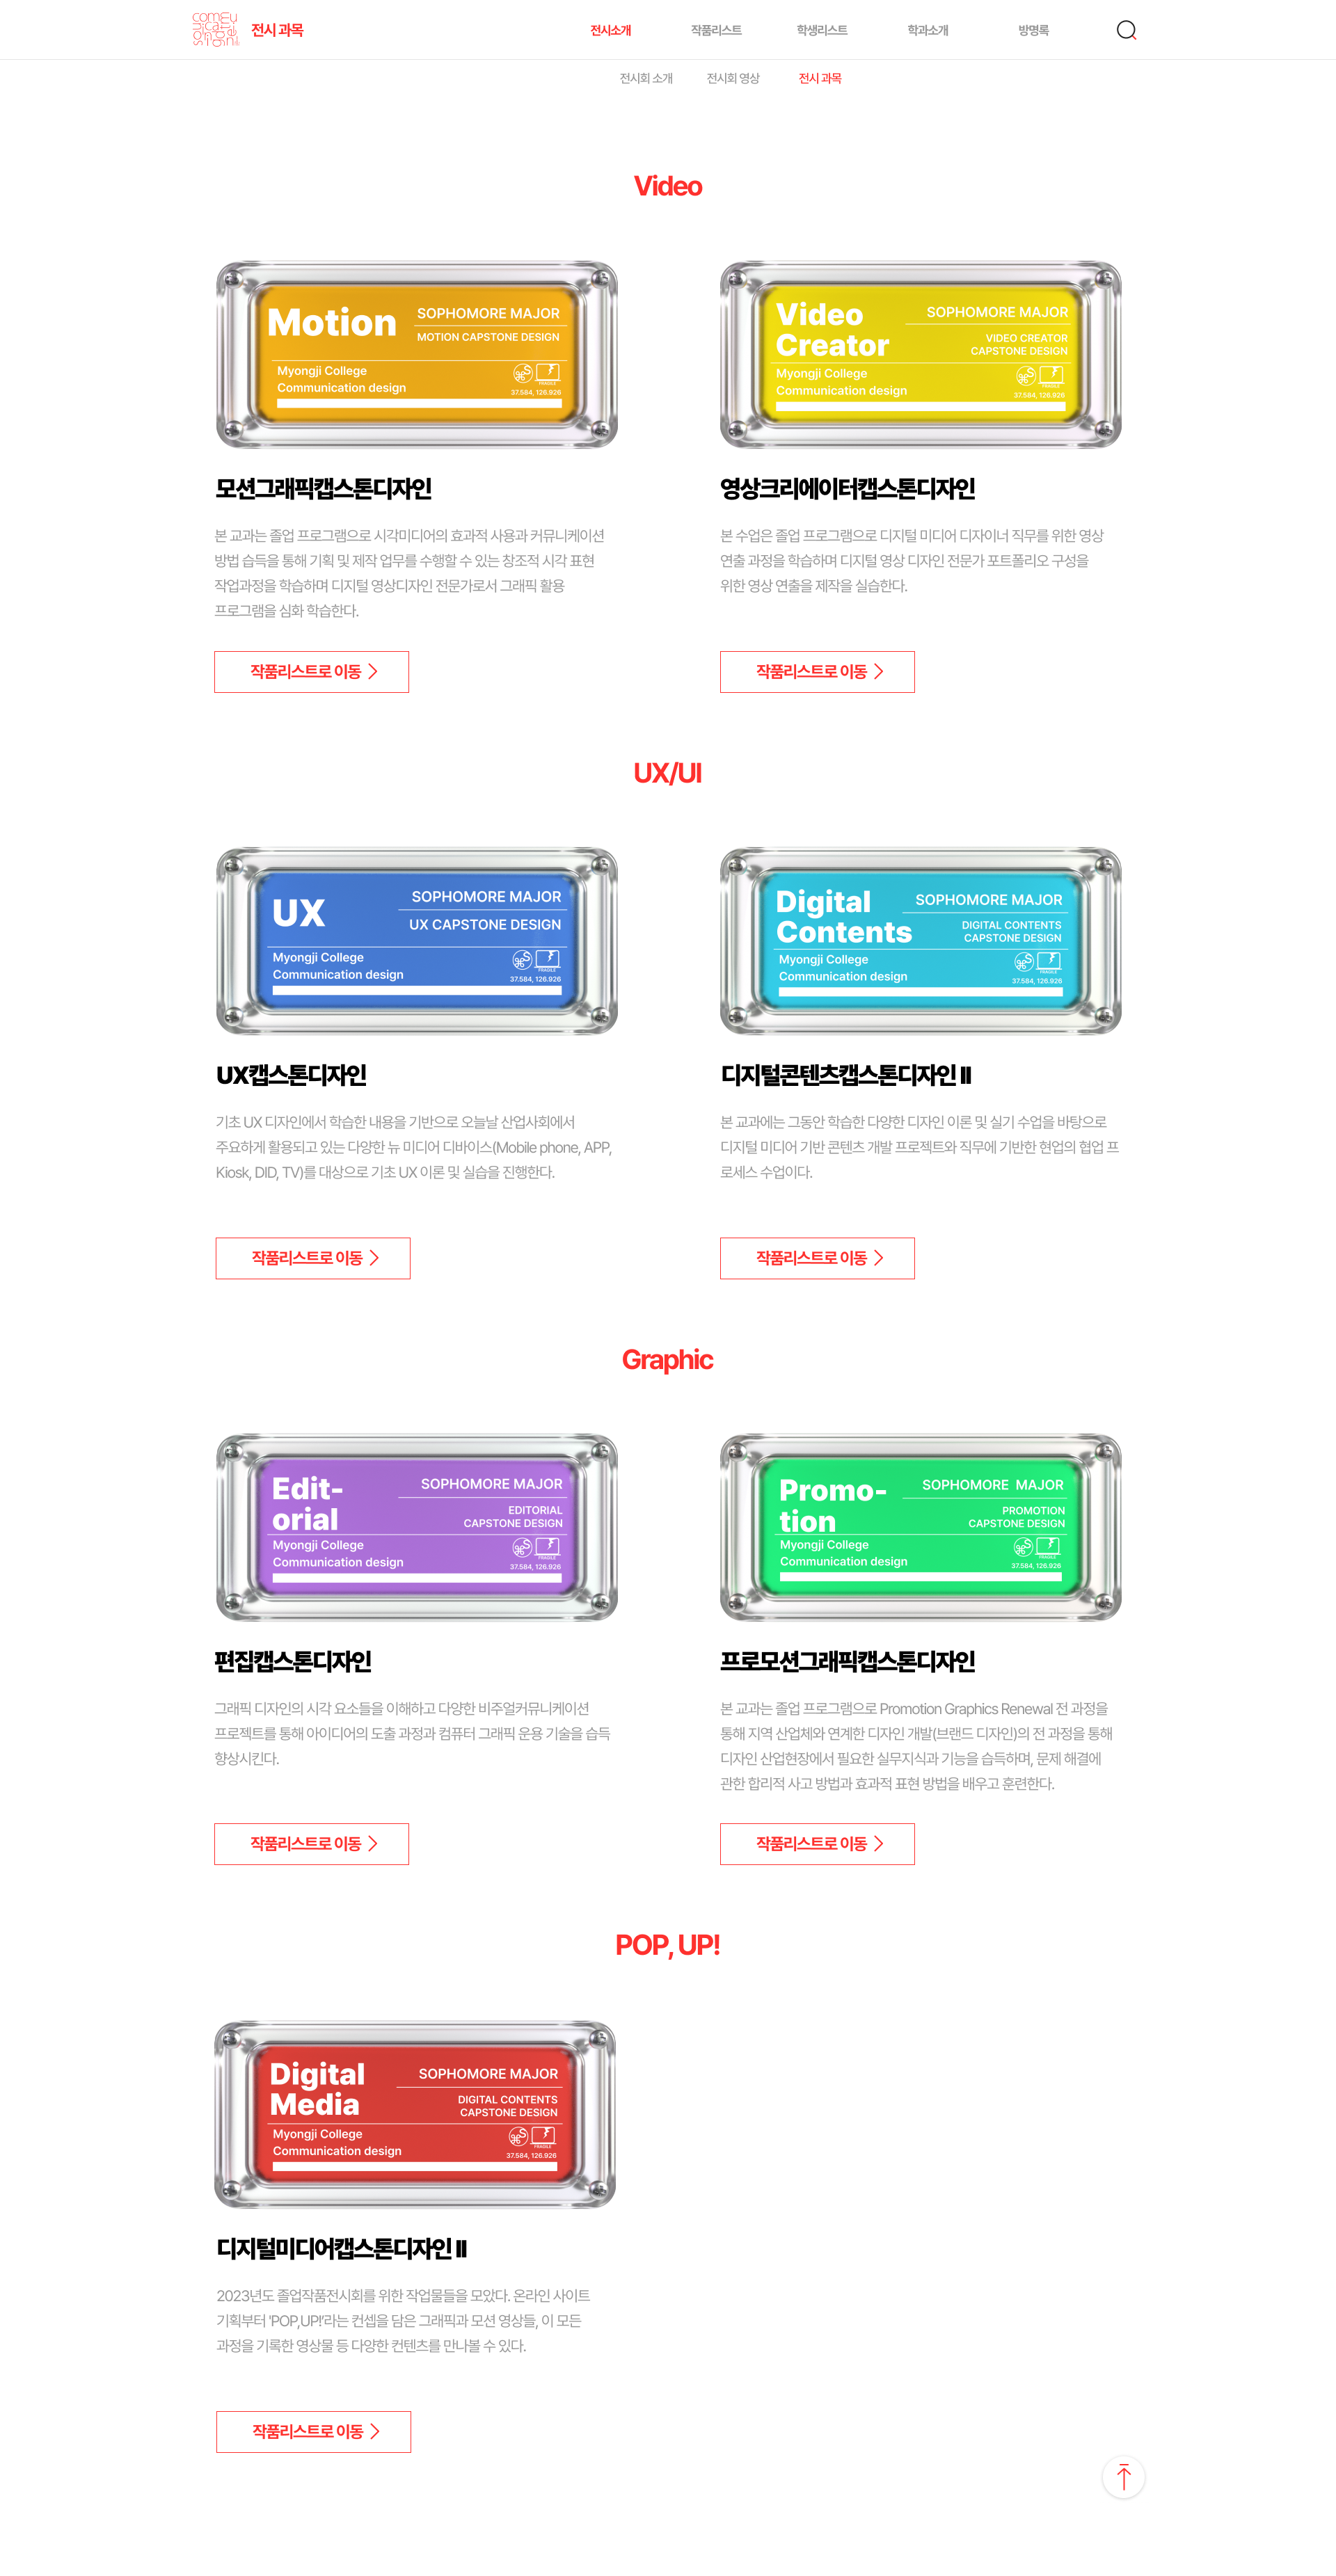 전시 과목
전시소개
작품리스트
학생리스트
학과소개
방명록
전시회 소개
전시회 영상
전시 과목
Video
Motion
SOPHOMORE MAJOR
MOTION CAPSTONE DESIGN
Myongji College
Communication design
FRAGILE
37.584, 126.926
Video
Creator
SOPHOMORE MAJOR
VIDEO CREATOR
CAPSTONE DESIGN
Myongji College
Communication design
FRAGILE
37.584, 126.926
모션그래픽캡스톤디자인
본 교과는 졸업 프로그램으로 시각미디어의 효과적 사용과 커뮤니케이션
방법 습득을 통해 기획 및 제작 업무를 수행할 수 있는 창조적 시각 표현
작업과정을 학습하며 디지털 영상디자인 전문가로서 그래픽 활용
프로그램을 심화 학습한다.
작품리스트로 이동
영상크리에이터캡스톤디자인
본 수업은 졸업 프로그램으로 디지털 미디어 디자이너 직무를 위한 영상
연출 과정을 학습하며 디지털 영상 디자인 전문가 포트폴리오 구성을
위한 영상 연출을 제작을 실습한다.
작품리스트로 이동
UX/UI
UX
SOPHOMORE MAJOR
UX CAPSTONE DESIGN
Myongji College
Communication design
FRAGILE
37.584, 126.926
Digital
Contents
SOPHOMORE MAJOR
DIGITAL CONTENTS
CAPSTONE DESIGN
Myongji College
Communication design
FRAGILE
37.584, 126.926
UX캡스톤디자인
기초 UX 디자인에서 학습한 내용을 기반으로 오늘날 산업사회에서
주요하게 활용되고 있는 다양한 뉴 미디어 디바이스(Mobile phone, APP,
Kiosk, DID, TV)를 대상으로 기초 UX 이론 및 실습을 진행한다.
작품리스트로 이동
디지털콘텐츠캡스톤디자인 II
본 교과에는 그동안 학습한 다양한 디자인 이론 및 실기 수업을 바탕으로
디지털 미디어 기반 콘텐츠 개발 프로젝트와 직무에 기반한 현업의 협업 프
로세스 수업이다.
작품리스트로 이동
Graphic
Edit-
orial
SOPHOMORE MAJOR
EDITORIAL
CAPSTONE DESIGN
Myongji College
Communication design
FRAGILE
37.584, 126.926
Promo-
tion
SOPHOMORE MAJOR
PROMOTION
CAPSTONE DESIGN
Myongji College
Communication design
FRAGILE
37.584, 126.926
편집캡스톤디자인
그래픽 디자인의 시각 요소들을 이해하고 다양한 비주얼커뮤니케이션
프로젝트를 통해 아이디어의 도출 과정과 컴퓨터 그래픽 운용 기술을 습득
향상시킨다.
작품리스트로 이동
프로모션그래픽캡스톤디자인
본 교과는 졸업 프로그램으로 Promotion Graphics Renewal 전 과정을
통해 지역 산업체와 연계한 디자인 개발(브랜드 디자인)의 전 과정을 통해
디자인 산업현장에서 필요한 실무지식과 기능을 습득하며, 문제 해결에
관한 합리적 사고 방법과 효과적 표현 방법을 배우고 훈련한다.
작품리스트로 이동
POP, UP!
Digital
Media
SOPHOMORE MAJOR
DIGITAL CONTENTS
CAPSTONE DESIGN
Myongji College
Communication design
FRAGILE
37.584, 126.926
디지털미디어캡스톤디자인 II
2023년도 졸업작품전시회를 위한 작업물들을 모았다. 온라인 사이트
기획부터 'POP,UP!'라는 컨셉을 담은 그래픽과 모션 영상들, 이 모든
과정을 기록한 영상물 등 다양한 컨텐츠를 만나볼 수 있다.
작품리스트로 이동